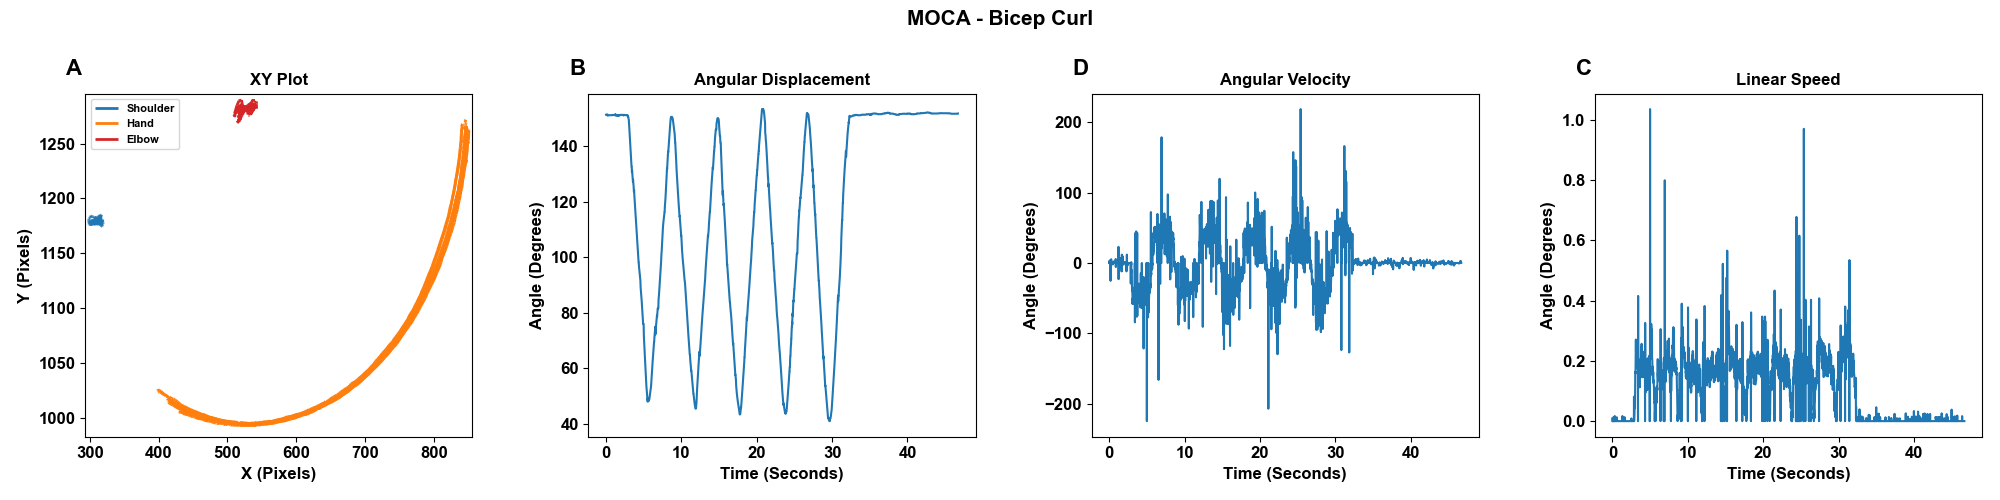 MOCA - Bicep Curl
A
XY Plot
Shoulder
Hand
Elbow
1250
1200
1150
1100
1050
1000
Y (Pixels)
300 400 500 600 700 800
X (Pixels)
B
Angular Displacement
140
120
100
80
60
40
Angle (Degrees)
0 10 20 30 40
Time (Seconds)
D
Angular Velocity
200
100
0
−100
−200
Angle (Degrees)
0 10 20 30 40
Time (Seconds)
C
Linear Speed
1.0
0.8
0.6
0.4
0.2
0.0
Angle (Degrees)
0 10 20 30 40
Time (Seconds)